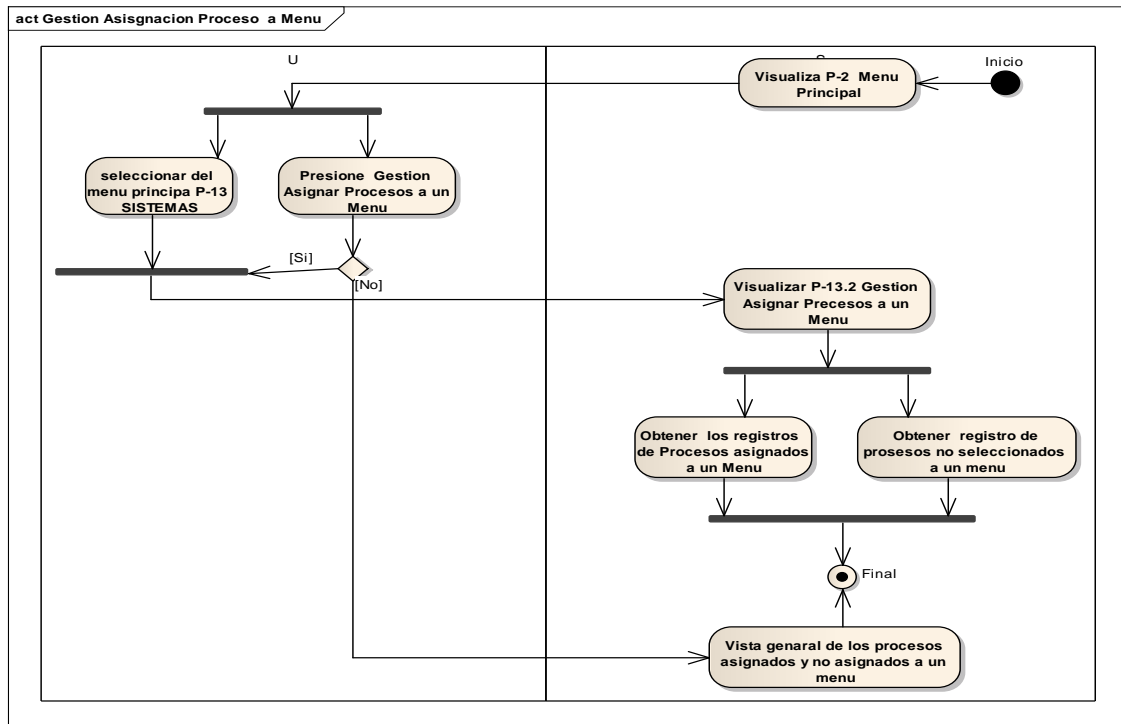 act Gestion Asisgnacion Proceso a Menu
U
Inicio
Visualiza P-2 Menu
Principal
seleccionar del
menu principa P-13
SISTEMAS
Presione Gestion
Asignar Procesos a un
Menu
[Si]
[No]
Visualizar P-13.2 Gestion
Asignar Precesos a un
Menu
Obtener los registros
de Procesos asignados
a un Menu
Obtener registro de
prosesos no seleccionados
a un menu
Final
Vista genaral de los procesos
asignados y no asignados a un
menu